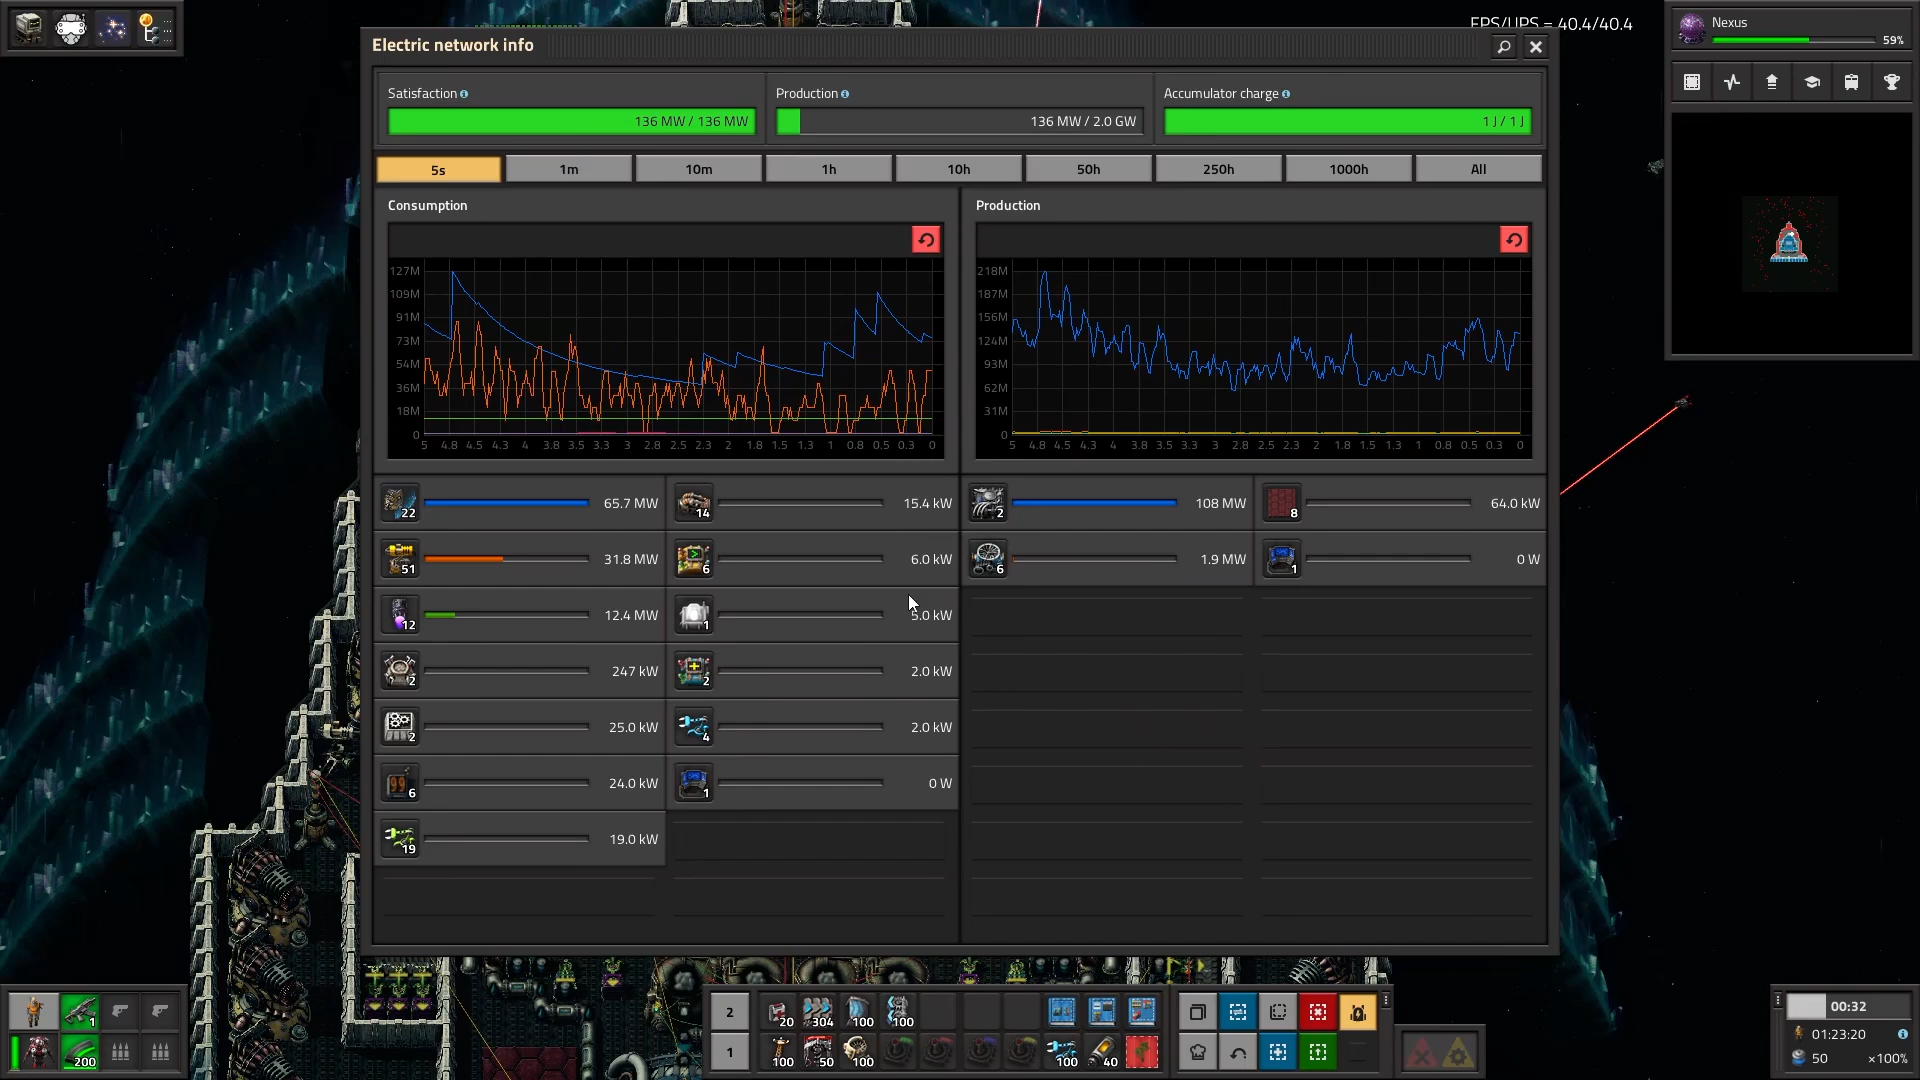 FPS/UPS = 40.4/40.4
Nexus
59%
Electric network info
Satisfaction
Production
Accumulator charge
136 MW / 136 MW
136 MW / 2.0 GW
1 J / 1 J
5s 1m 10m 1h 10h 50h 250h 1000h All
Consumption
127M
109M
91M
73M
54M
36M
18M
0
5 4.8 4.5 4.3 4 3.8 3.5 3.3 3 2.8 2.5 2.3 2 1.8 1.5 1.3 1 0.8 0.5 0.3 0
Production
218M
187M
156M
124M
93M
62M
31M
0
5 4.8 4.5 4.3 4 3.8 3.5 3.3 3 2.8 2.5 2.3 2 1.8 1.5 1.3 1 0.8 0.5 0.3 0
22 65.7 MW 14 15.4 kW
51 31.8 MW 6 6.0 kW
12 12.4 MW 1 5.0 kW
2 247 kW 2 2.0 kW
2 25.0 kW 4 2.0 kW
6 24.0 kW 1 0 W
19 19.0 kW
2 108 MW 8 64.0 kW
6 1.9 MW 1 0 W
1
200
2 20 304 100 100
1 100 50 100 100 40
00:32
01:23:20
50 ×100%